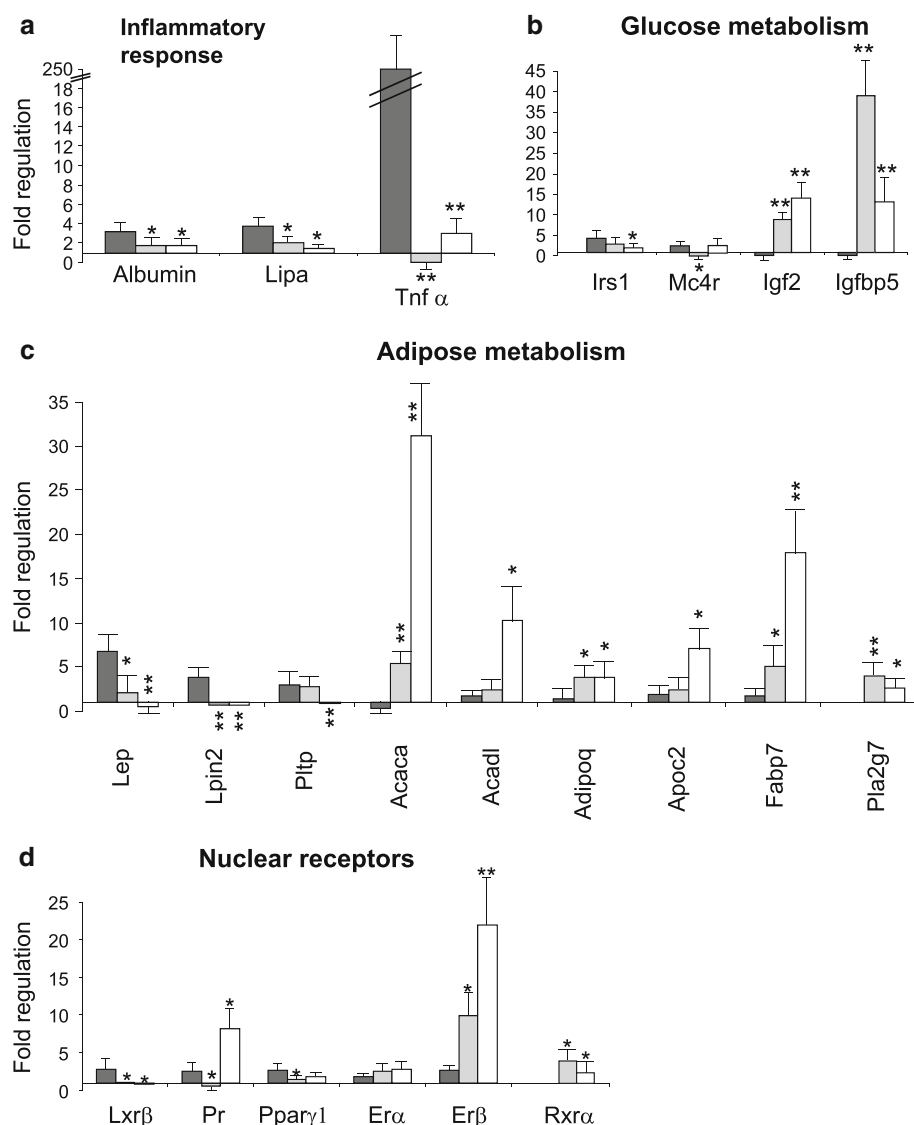 a
Inflammatory
response
Fold regulation
250
18
16
14
12
10
8
6
4
2
0
*
*
*
*
**
**
Albumin
Lipa
Tnf α
b
Glucose metabolism
45
40
35
30
25
20
15
10
5
0
*
*
**
**
**
**
Irs1
Mc4r
Igf2
Igfbp5
c
Adipose metabolism
Fold regulation
35
30
25
20
15
10
5
0
*
**
**
**
**
**
**
*
*
*
*
*
**
**
*
Lep
Lpin2
Pltp
Acaca
Acadl
Adipoq
Apoc2
Fabp7
Pla2g7
d
Nuclear receptors
Fold regulation
25
20
15
10
5
0
*
*
*
*
*
*
**
*
*
Lxrβ
Pr
Pparγ1
Erα
Erβ
Rxrα